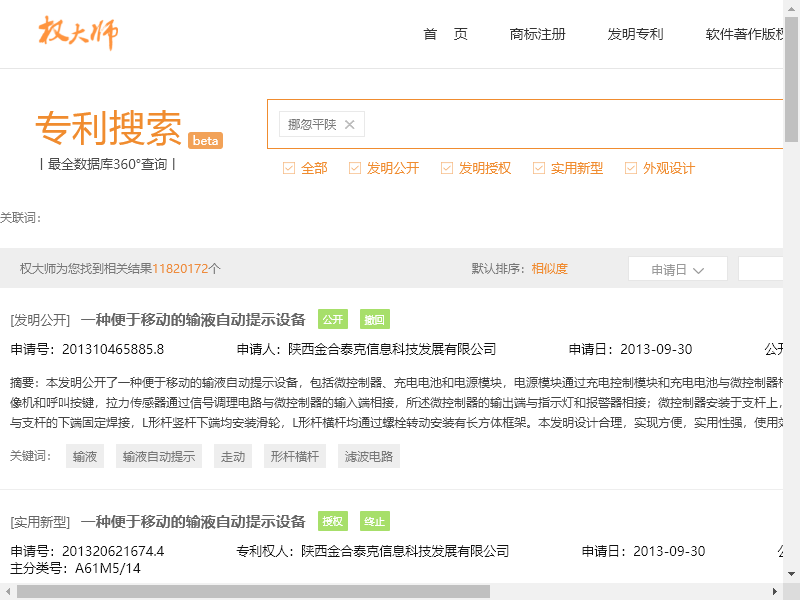 权大师
首 页 商标注册 发明专利 软件著作版权
专利搜索 beta
丨最全数据库360°查询丨
挪忽平陕
全部 发明公开 发明授权 实用新型 外观设计
关联词：
权大师为您找到相关结果11820172个 默认排序：相似度 申请日
[发明公开] 一种便于移动的输液自动提示设备 公开 撤回
申请号：201310465885.8 申请人：陕西金合泰克信息科技发展有限公司 申请日：2013-09-30 公
摘要：本发明公开了一种便于移动的输液自动提示设备，包括微控制器、充电电池和电源模块，电源模块通过充电控制模块和充电电池与微控制器
像机和呼叫按键，拉力传感器通过信号调理电路与微控制器的输入端相接，所述微控制器的输出端与指示灯和报警器相接；微控制器安装于支杆上，
与支杆的下端固定焊接，L形杆竖杆下端均安装滑轮，L形杆横杆均通过螺栓转动安装有长方体框架。本发明设计合理，实现方便，实用性强，使用
关键词： 输液 输液自动提示 走动 形杆横杆 滤波电路
[实用新型] 一种便于移动的输液自动提示设备 授权 终止
申请号：201320621674.4 专利权人：陕西金合泰克信息科技发展有限公司 申请日：2013-09-30
主分类号：A61M5/14